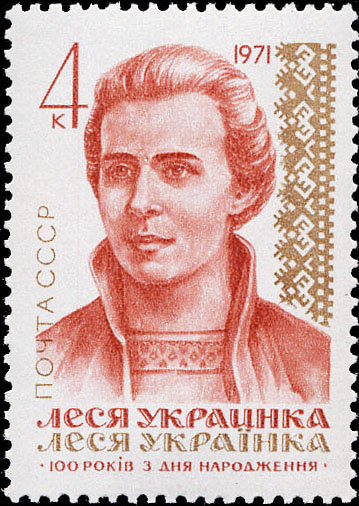 4 к
1971
ПОЧТА СССР
ЛЕСЯ УКРАИНКА
ЛЕСЯ УКРАЇНКА
• 100 РОКІВ З ДНЯ НАРОДЖЕННЯ •